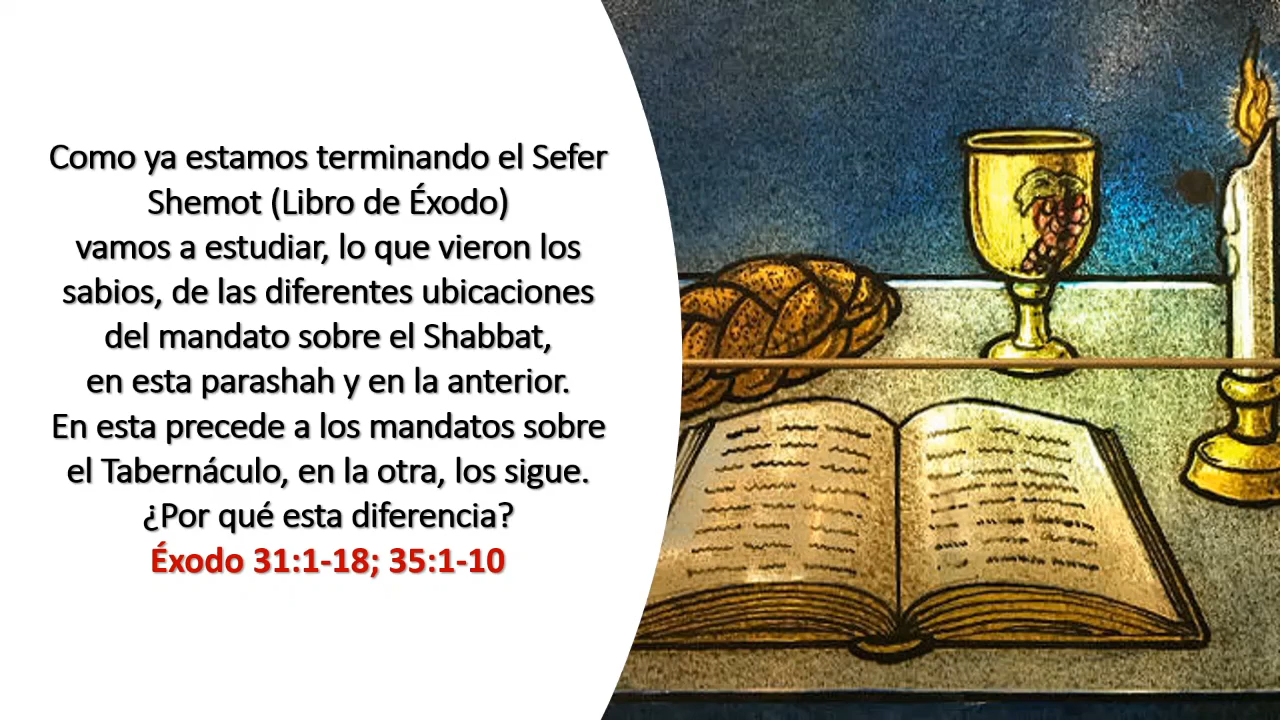 Como ya estamos terminando el Sefer
Shemot (Libro de Éxodo)
vamos a estudiar, lo que vieron los
sabios, de las diferentes ubicaciones
del mandato sobre el Shabbat,
en esta parashah y en la anterior.
En esta precede a los mandatos sobre
el Tabernáculo, en la otra, los sigue.
¿Por qué esta diferencia?
Éxodo 31:1-18; 35:1-10